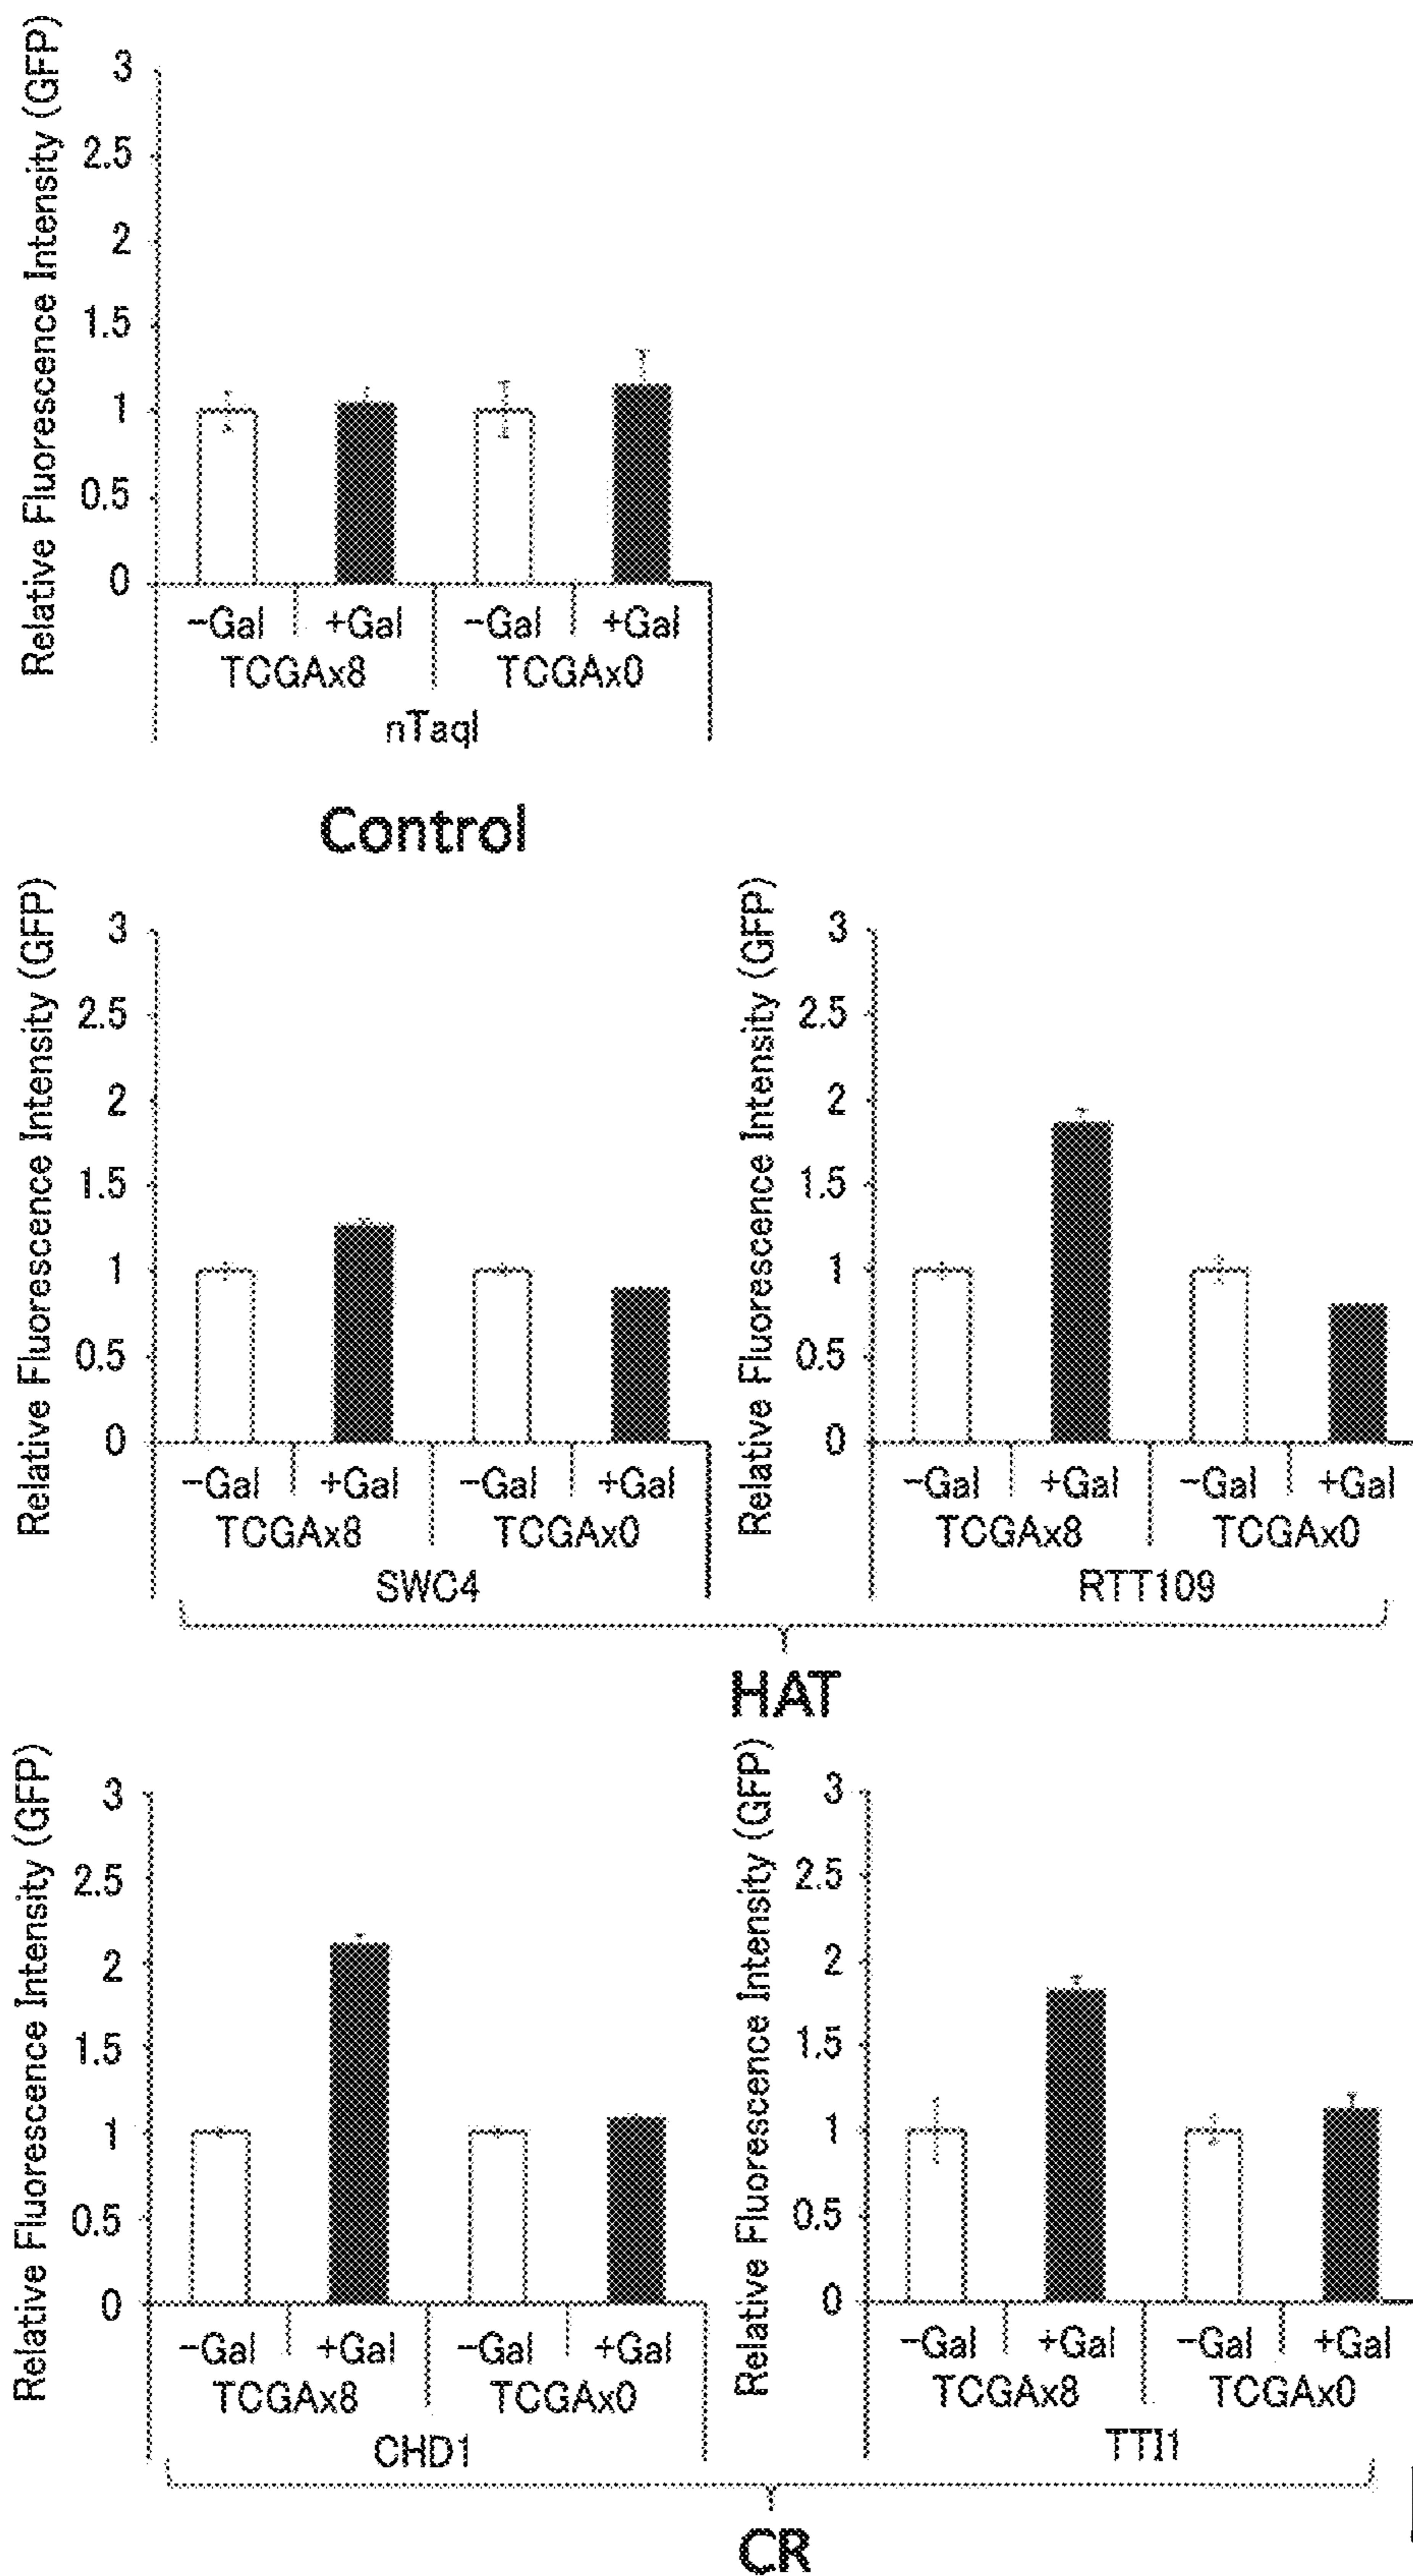 Relative Fluorescence Intensity (GFP)
3
2.5
2
1.5
1
0.5
0
-Gal +Gal -Gal +Gal
TCGAx8 TCGAx0
nTaqI
Control
Relative Fluorescence Intensity (GFP)
3
2.5
2
1.5
1
0.5
0
-Gal +Gal -Gal +Gal
TCGAx8 TCGAx0
SWC4
Relative Fluorescence Intensity (GFP)
3
2.5
2
1.5
1
0.5
0
-Gal +Gal -Gal +Gal
TCGAx8 TCGAx0
RTT109
HAT
Relative Fluorescence Intensity (GFP)
3
2.5
2
1.5
1
0.5
0
-Gal +Gal -Gal +Gal
TCGAx8 TCGAx0
CHD1
Relative Fluorescence Intensity (GFP)
3
2.5
2
1.5
1
0.5
0
-Gal +Gal -Gal +Gal
TCGAx8 TCGAx0
TTI1
CR